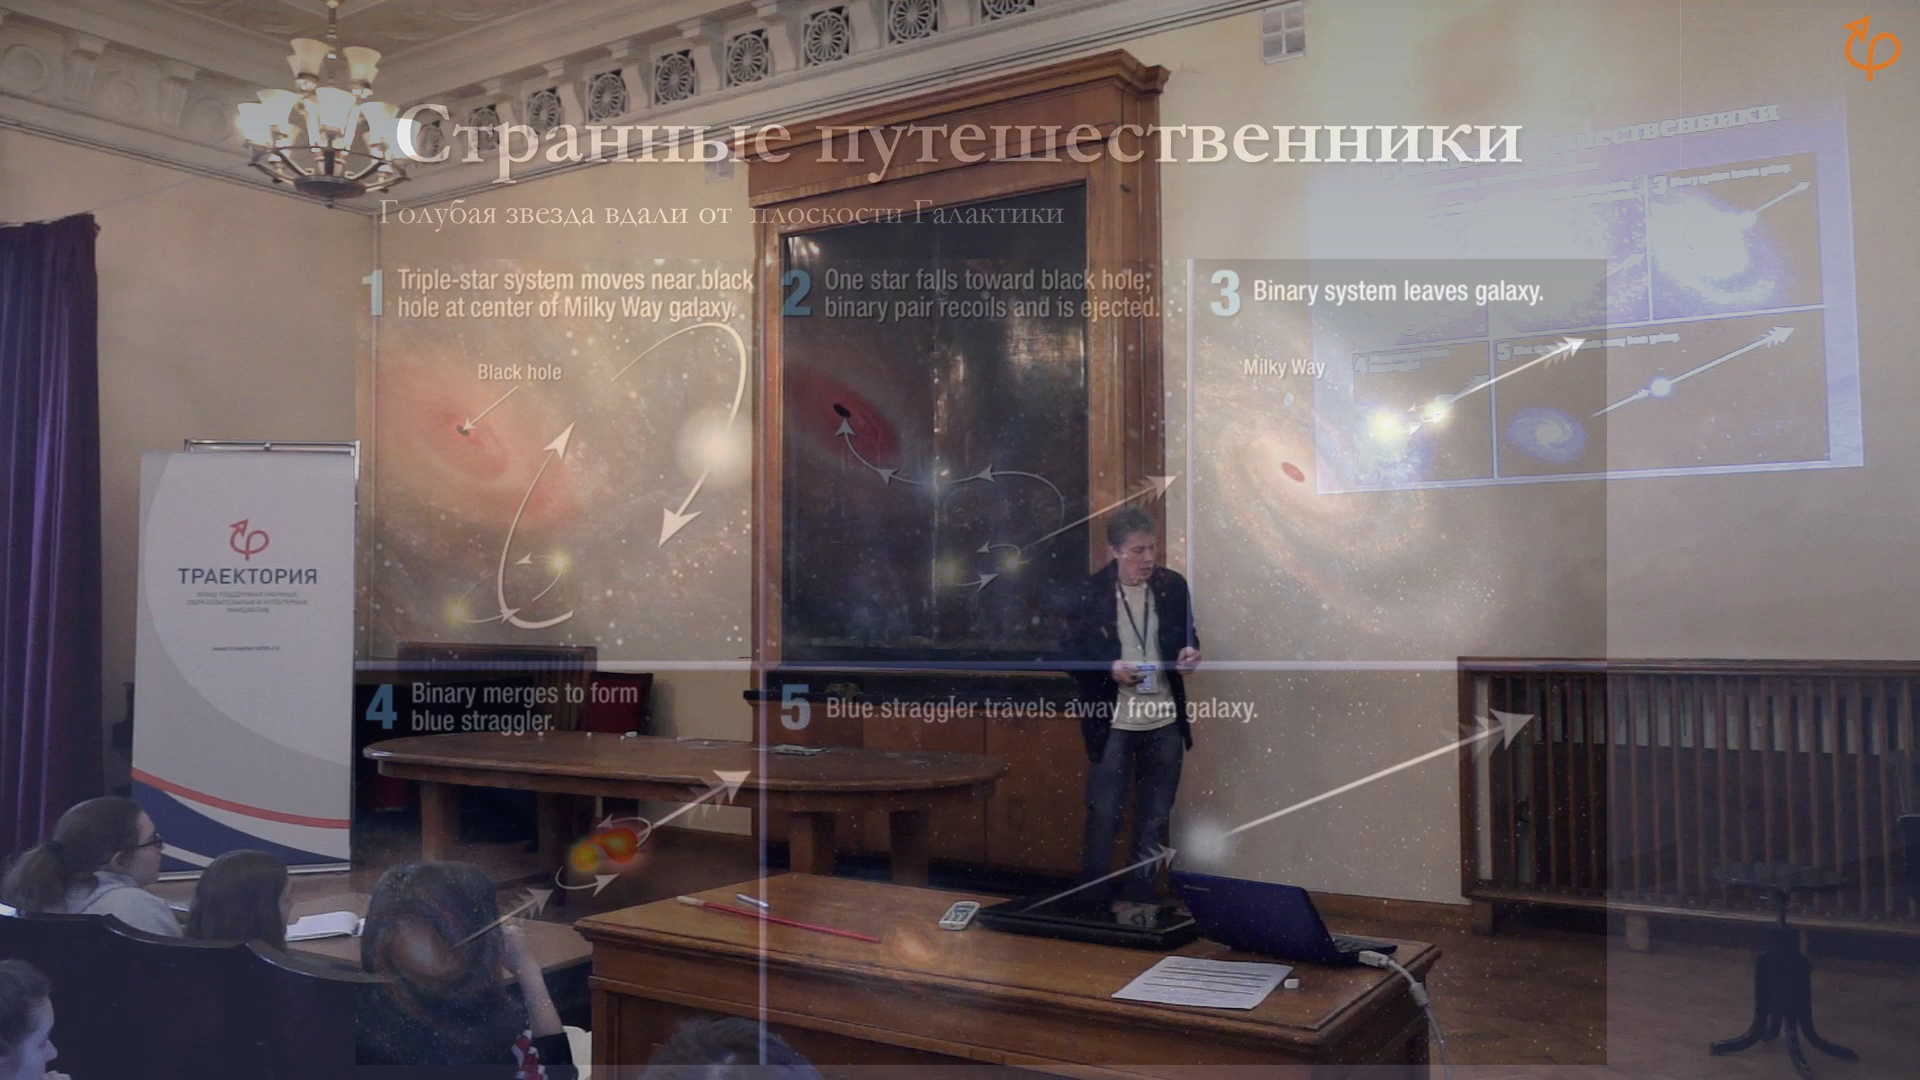 Странные путешественники
Голубая звезда вдали от плоскости Галактики
1 Triple-star system moves near black
hole at center of Milky Way galaxy.
Black hole
2 One star falls toward black hole;
binary pair recoils and is ejected.
3 Binary system leaves galaxy.
Milky Way
4 Binary merges to form
blue straggler.
5 Blue straggler travels away from galaxy.
ТРАЕКТОРИЯ